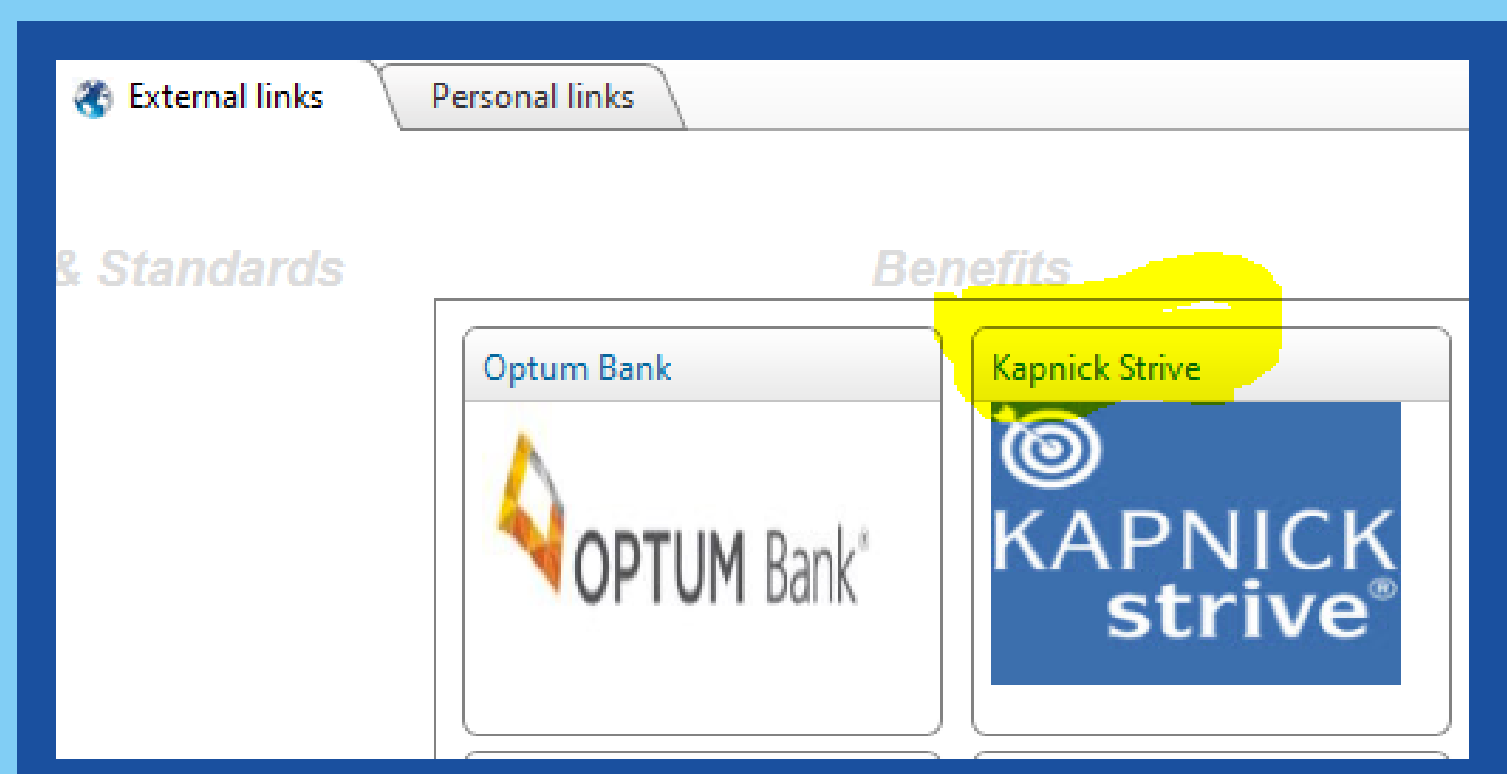 External links
Personal links
& Standards
Benefits
Optum Bank
Kapnick Strive
OPTUM Bank®
KAPNICK
strive®